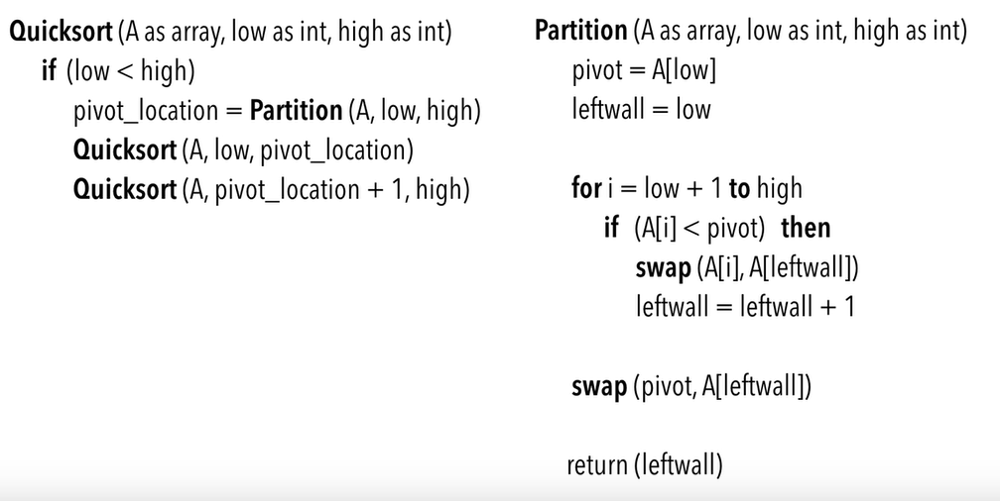 Quicksort (A as array, low as int, high as int)
if (low < high)
pivot_location = Partition (A, low, high)
Quicksort (A, low, pivot_location)
Quicksort (A, pivot_location + 1, high)
Partition (A as array, low as int, high as int)
pivot = A[low]
leftwall = low
for i = low + 1 to high
if (A[i] < pivot) then
swap (A[i], A[leftwall])
leftwall = leftwall + 1
swap (pivot, A[leftwall])
return (leftwall)